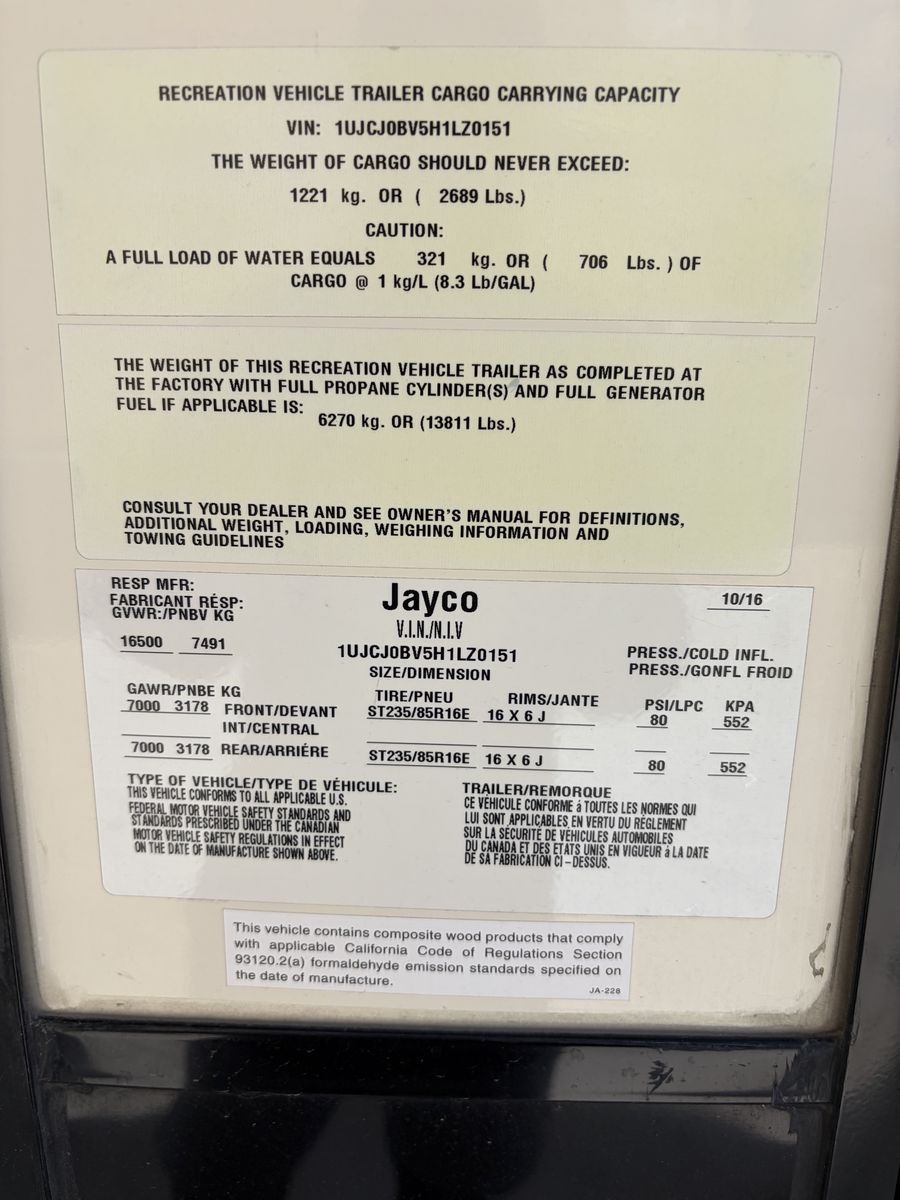 RECREATION VEHICLE TRAILER CARGO CARRYING CAPACITY
VIN: 1UJCJ0BV5H1LZ0151
THE WEIGHT OF CARGO SHOULD NEVER EXCEED:
1221 kg. OR ( 2689 Lbs.)
CAUTION:
A FULL LOAD OF WATER EQUALS 321 kg. OR ( 706 Lbs. ) OF
CARGO @ 1 kg/L (8.3 Lb/GAL)
THE WEIGHT OF THIS RECREATION VEHICLE TRAILER AS COMPLETED AT
THE FACTORY WITH FULL PROPANE CYLINDER(S) AND FULL GENERATOR
FUEL IF APPLICABLE IS:
6270 kg. OR (13811 Lbs.)
CONSULT YOUR DEALER AND SEE OWNER'S MANUAL FOR DEFINITIONS,
ADDITIONAL WEIGHT, LOADING, WEIGHING INFORMATION AND
TOWING GUIDELINES
RESP MFR:
FABRICANT RÉSP:
GVWR:/PNBV KG
Jayco
10/16
V.I.N./N.I.V
16500 7491
1UJCJ0BV5H1LZ0151
SIZE/DIMENSION
PRESS./COLD INFL.
PRESS./GONFL FROID
GAWR/PNBE KG
TIRE/PNEU RIMS/JANTE
PSI/LPC KPA
7000 3178 FRONT/DEVANT ST235/85R16E 16 X 6 J 80 552
INT/CENTRAL
7000 3178 REAR/ARRIÉRE ST235/85R16E 16 X 6 J 80 552
TYPE OF VEHICLE/TYPE DE VÉHICULE: TRAILER/REMORQUE
THIS VEHICLE CONFORMS TO ALL APPLICABLE U.S.
FEDERAL MOTOR VEHICLE SAFETY STANDARDS AND
STANDARDS PRESCRIBED UNDER THE CANADIAN
MOTOR VEHICLE SAFETY REGULATIONS IN EFFECT
ON THE DATE OF MANUFACTURE SHOWN ABOVE.
CE VÉHICULE CONFORME á TOUTES LES NORMES QUI
LUI SONT APPLICABLES EN VERTU DU RÉGLEMENT
SUR LA SÉCURITÉ DE VÉHICULES AUTOMOBILES
DU CANADA ET DES ETATS UNIS EN VIGUEUR á LA DATE
DE SA FABRICATION CI-DESSUS.
This vehicle contains composite wood products that comply
with applicable California Code of Regulations Section
93120.2(a) formaldehyde emission standards specified on
the date of manufacture.
JA-228